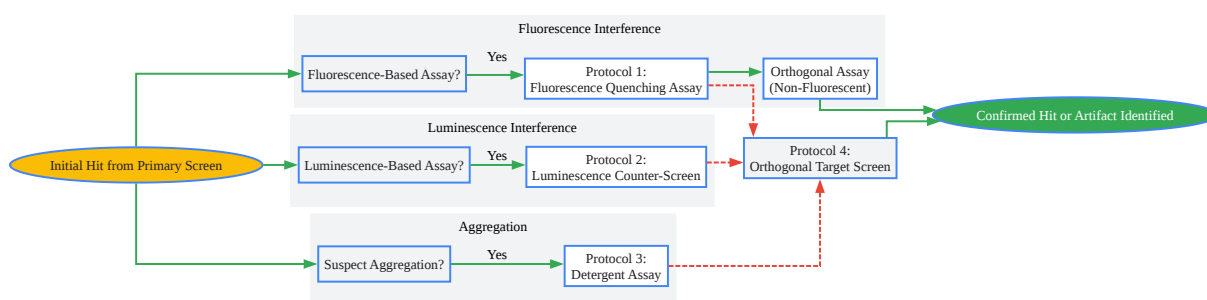 Fluorescence Interference
Fluorescence-Based Assay?
Yes
Protocol 1:
Fluorescence Quenching Assay
Orthogonal Assay
(Non-Fluorescent)
Confirmed Hit or Artifact Identified
Luminescence Interference
Initial Hit from Primary Screen
Luminescence-Based Assay?
Yes
Protocol 2:
Luminescence Counter-Screen
Protocol 4:
Orthogonal Target Screen
Aggregation
Suspect Aggregation?
Yes
Protocol 3:
Detergent Assay